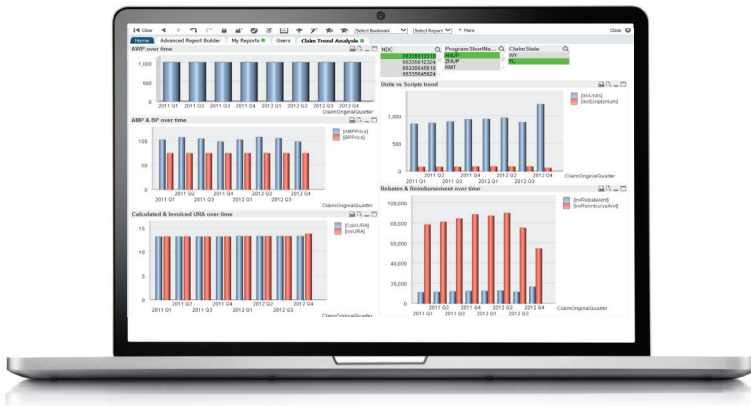 Clear Select Bookmark Select Report More Close
Home Advanced Report Builder My Reports Users Claim Trend Analysis
AWP over time
1,000
500
0
2011 Q1 2011 Q2 2011 Q3 2011 Q4 2012 Q1 2012 Q2 2012 Q3 2012 Q4
ClaimOriginalQuarter
AMP & BP over time
[AMPPrice]
[BPPrice]
100
50
0
2011 Q2 2011 Q4 2012 Q2 2012 Q4
2011 Q1 2011 Q3 2012 Q1 2012 Q3
ClaimOriginalQuarter
Calculated & Invoiced URA over time
[CalcURA]
[InvURA]
15
10
5
0
2011 Q2 2011 Q4 2012 Q2 2012 Q4
2011 Q1 2011 Q3 2012 Q1 2012 Q3
ClaimOriginalQuarter
NDC ProgramShortNa... ClaimState
66335612310 ANUP WY
66335612324 ZNUP FL
66335645610 RMT
66335645624
Units vs Scripts trend
[InvUnits]
[InvScriptsNum]
1,000
500
0
2011 Q2 2011 Q4 2012 Q2 2012 Q4
2011 Q1 2011 Q3 2012 Q1 2012 Q3
ClaimOriginalQuarter
Rebates & Reimbursement over time
[InvRebateAmt]
[InvReimburseAmt]
100,000
80,000
60,000
40,000
20,000
0
2011 Q2 2011 Q4 2012 Q2 2012 Q4
2011 Q1 2011 Q3 2012 Q1 2012 Q3
ClaimOriginalQuarter